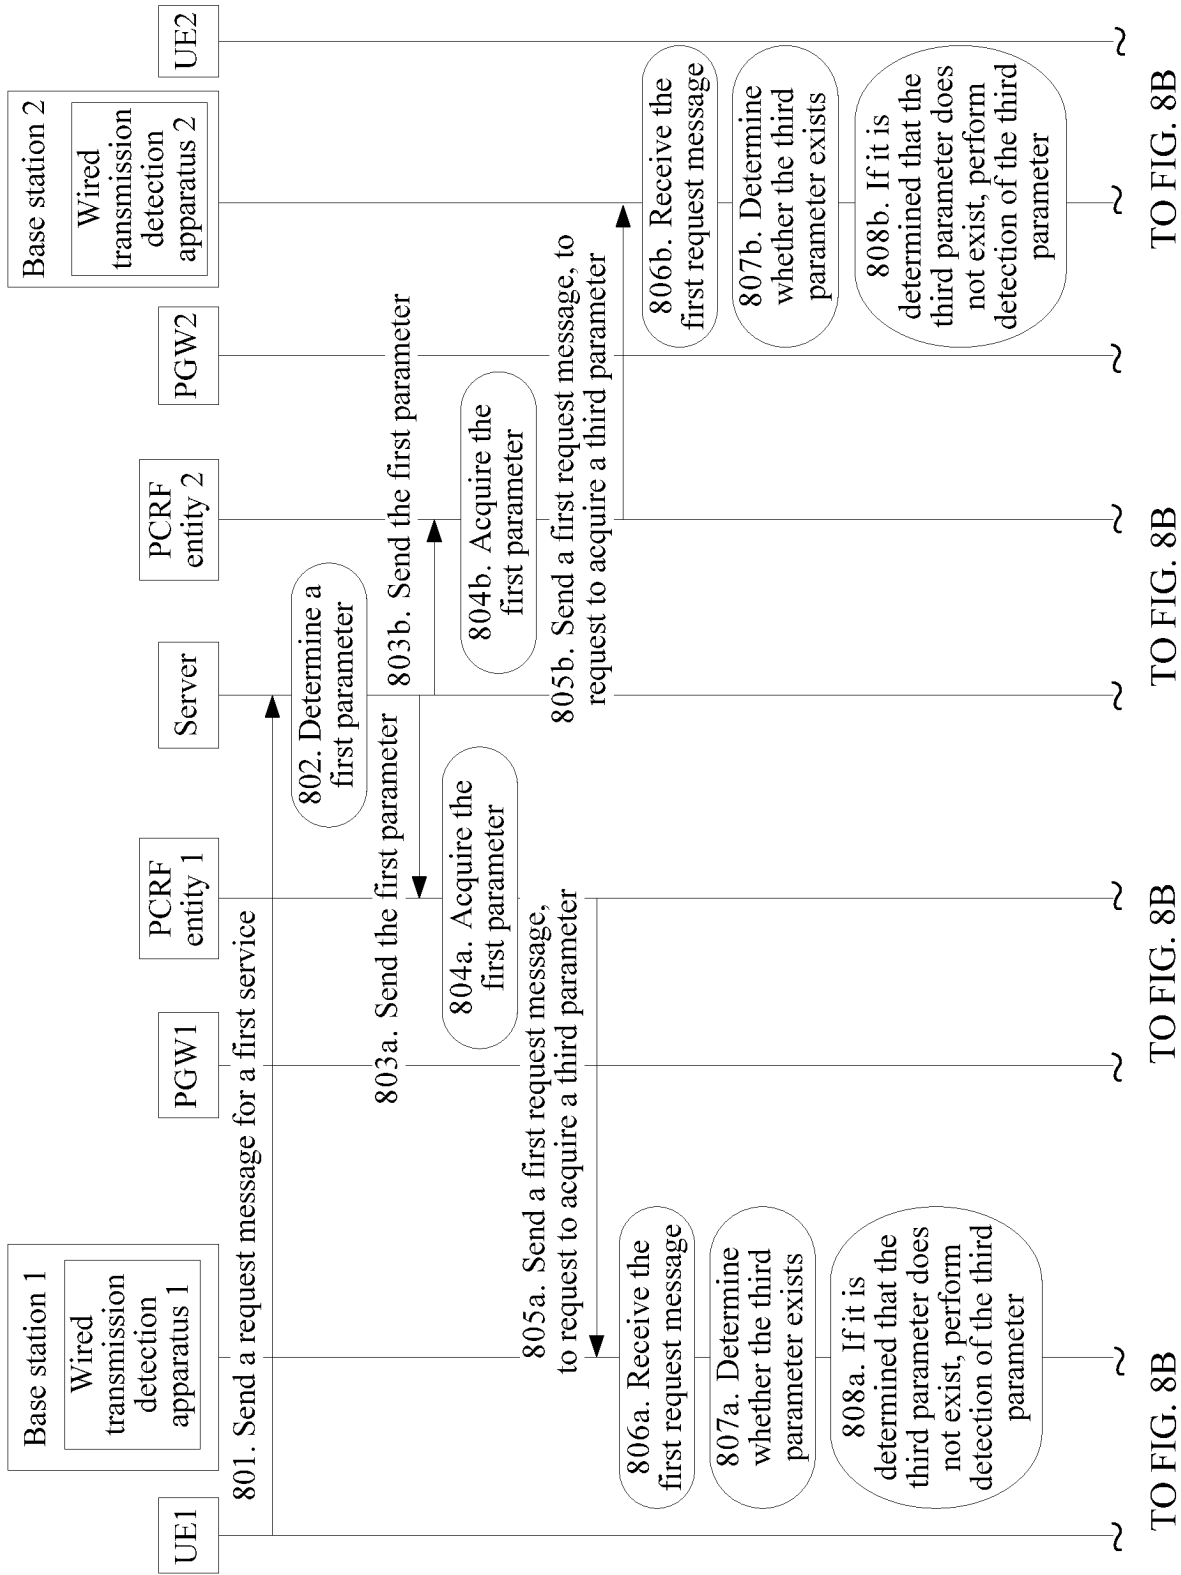 UE1
Base station 1
Wired
transmission
detection
apparatus 1
PGW1
PCRF
entity 1
Server
PCRF
entity 2
PGW2
Base station 2
Wired
transmission
detection
apparatus 2
UE2
801. Send a request message for a first service
802. Determine a
first parameter
803a. Send the first parameter
803b. Send the first parameter
804a. Acquire the
first parameter
804b. Acquire the
first parameter
805a. Send a first request message,
to request to acquire a third parameter
805b. Send a first request message, to
request to acquire a third parameter
806a. Receive the
first request message
806b. Receive the
first request message
807a. Determine
whether the third
parameter exists
807b. Determine
whether the third
parameter exists
808a. If it is
determined that the
third parameter does
not exist, perform
detection of the third
parameter
808b. If it is
determined that the
third parameter does
not exist, perform
detection of the third
parameter
TO FIG. 8B
TO FIG. 8B
TO FIG. 8B
TO FIG. 8B